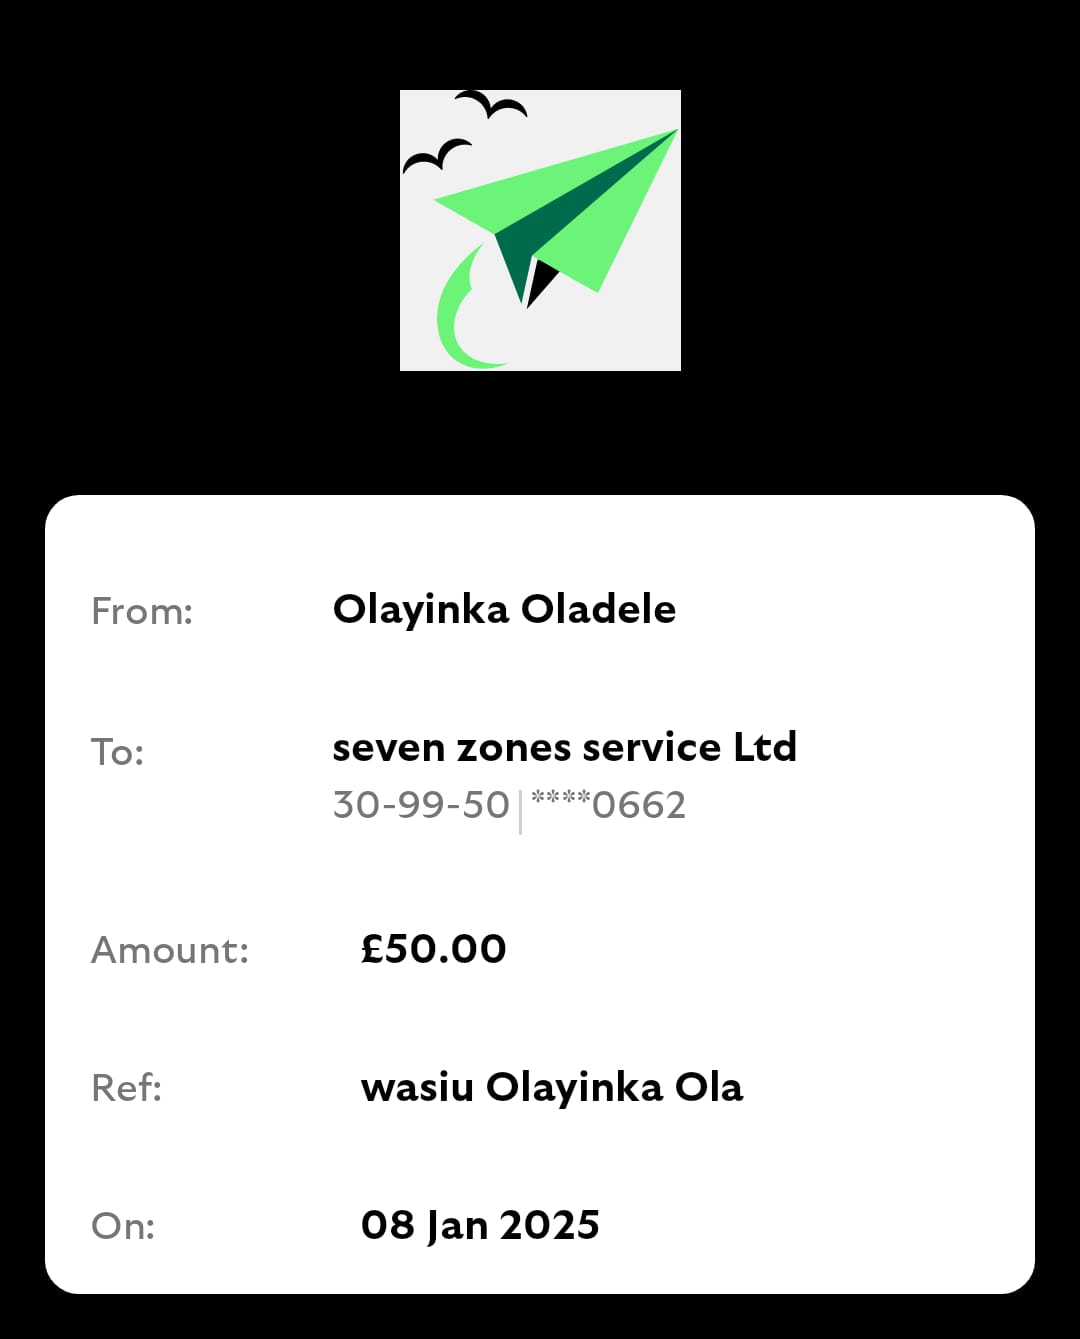 From: Olayinka Oladele
To: seven zones service Ltd
30-99-50 | ****0662
Amount: £50.00
Ref: wasiu Olayinka Ola
On: 08 Jan 2025